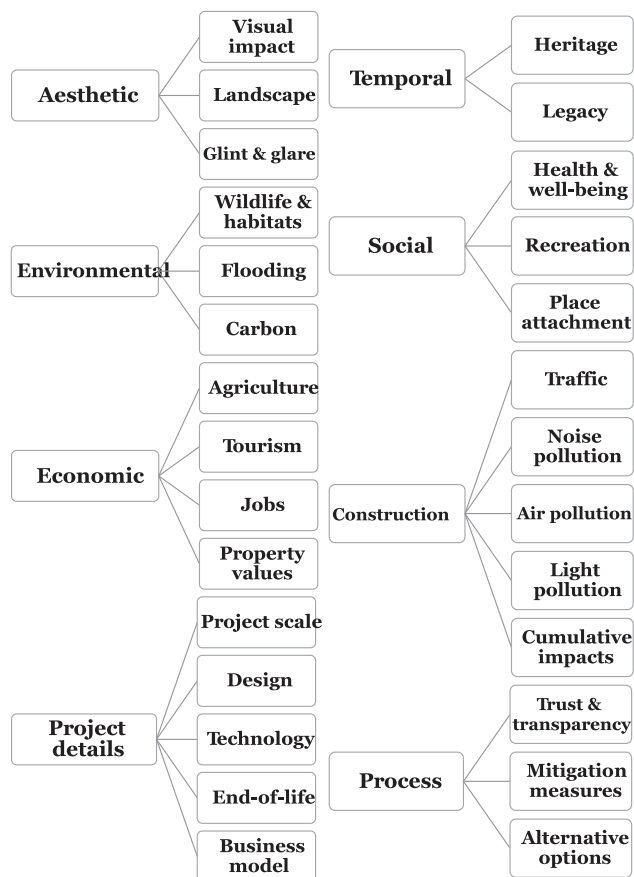 Aesthetic
Visual
impact
Landscape
Glint & glare
Environmental
Wildlife &
habitats
Flooding
Carbon
Economic
Agriculture
Tourism
Jobs
Property
values
Project
details
Project scale
Design
Technology
End-of-life
Business
model
Temporal
Heritage
Legacy
Social
Health &
well-being
Recreation
Place
attachment
Construction
Traffic
Noise
pollution
Air pollution
Light
pollution
Cumulative
impacts
Process
Trust &
transparency
Mitigation
measures
Alternative
options